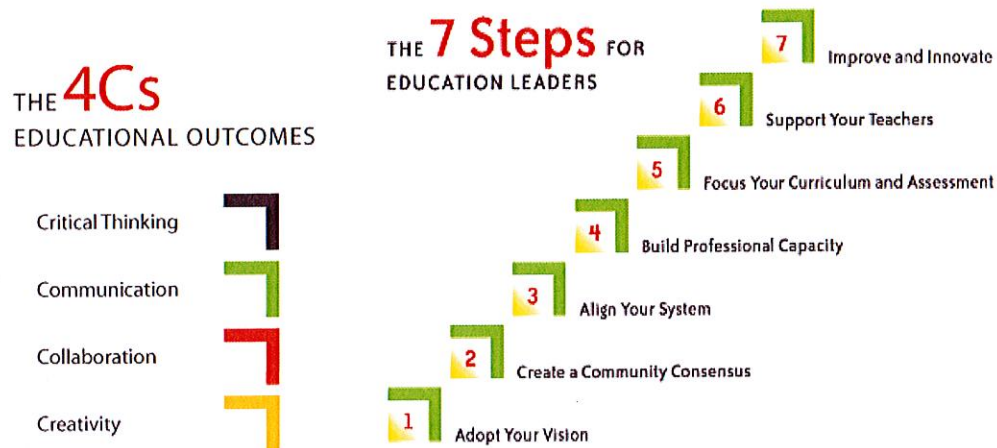 THE 4Cs
EDUCATIONAL OUTCOMES
Critical Thinking
Communication
Collaboration
Creativity
THE 7 Steps FOR
EDUCATION LEADERS
7 Improve and Innovate
6 Support Your Teachers
5 Focus Your Curriculum and Assessment
4 Build Professional Capacity
3 Align Your System
2 Create a Community Consensus
1 Adopt Your Vision